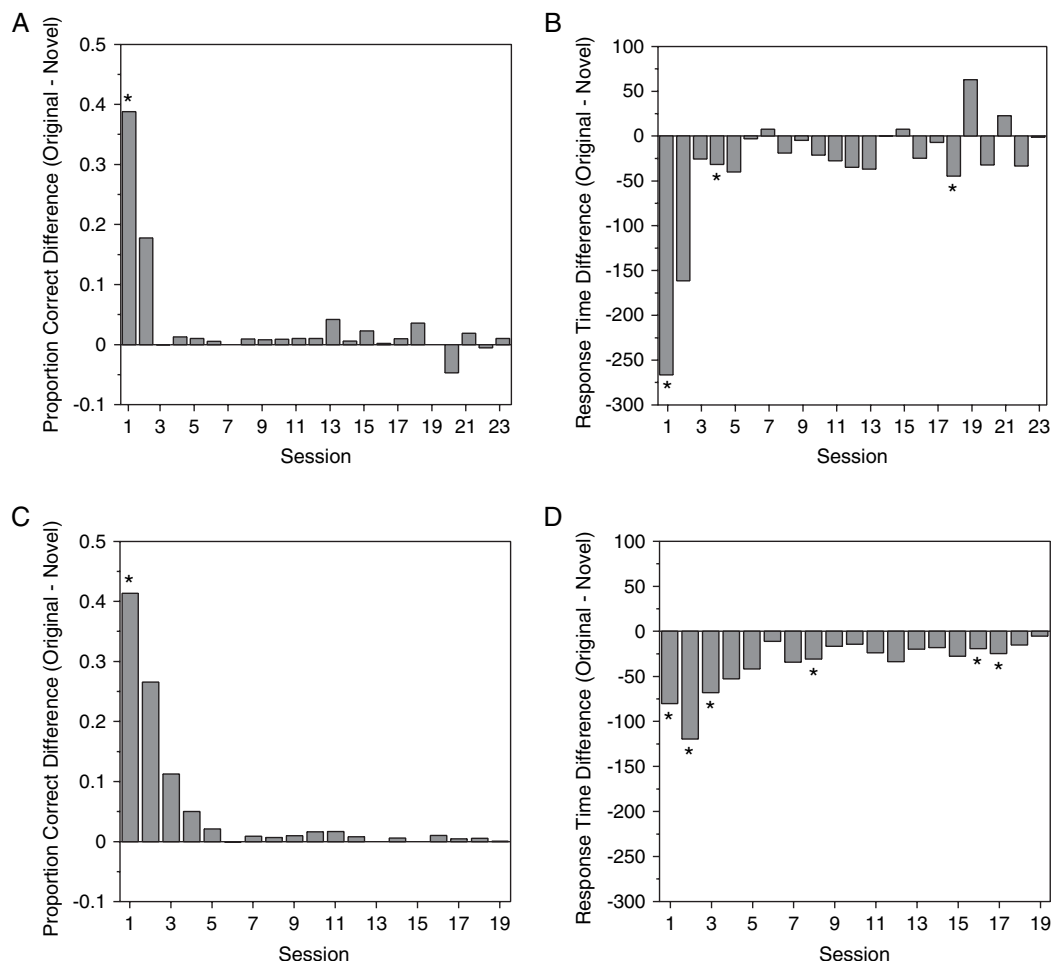 A
Proportion Correct Difference (Original - Novel)
0.5
0.4
0.3
0.2
0.1
0
-0.1
*
1 3 5 7 9 11 13 15 17 19 21 23
Session
B
Response Time Difference (Original - Novel)
100
50
0
-50
-100
-150
-200
-250
-300
*
*
*
1 3 5 7 9 11 13 15 17 19 21 23
Session
C
Proportion Correct Difference (Original - Novel)
0.5
0.4
0.3
0.2
0.1
0
-0.1
*
1 3 5 7 9 11 13 15 17 19
Session
D
Response Time Difference (Original - Novel)
100
50
0
-50
-100
-150
-200
-250
-300
*
*
*
*
*
*
1 3 5 7 9 11 13 15 17 19
Session